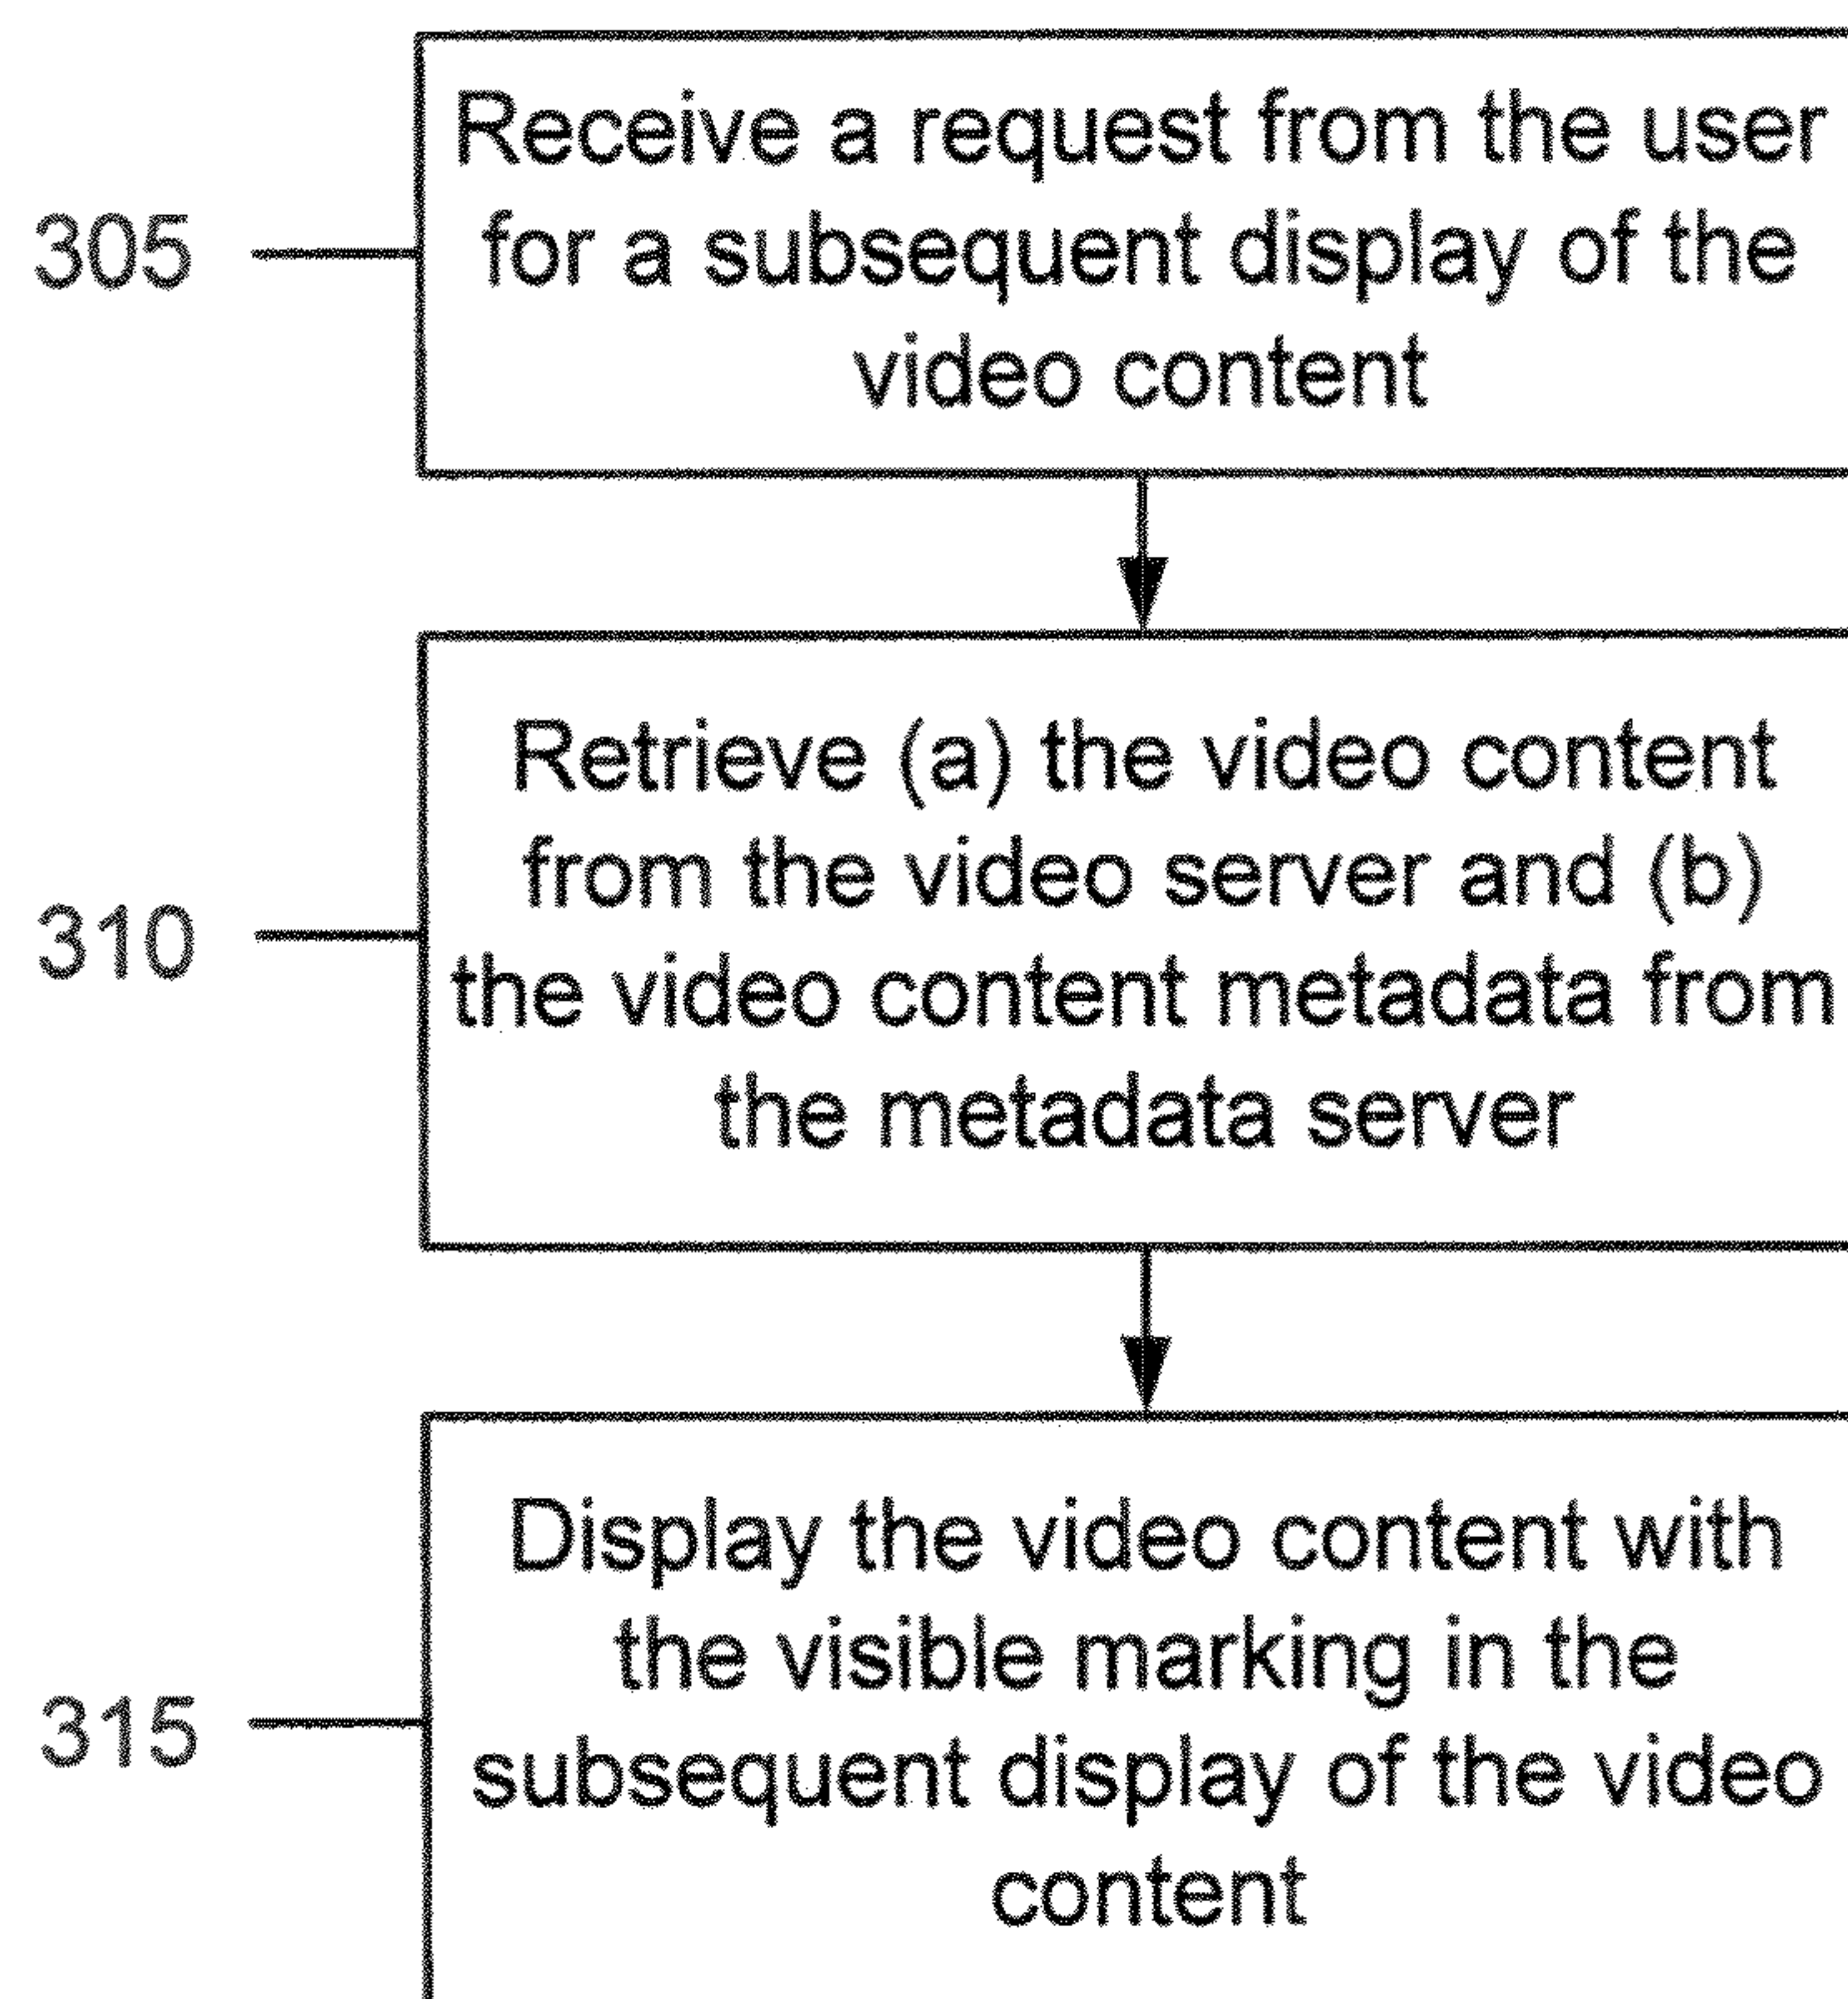 Receive a request from the user
305
for a subsequent display of the
video content
Retrieve (a) the video content
from the video server and (b)
310
the video content metadata from
the metadata server
Display the video content with
the visible marking in the
315
subsequent display of the video
content